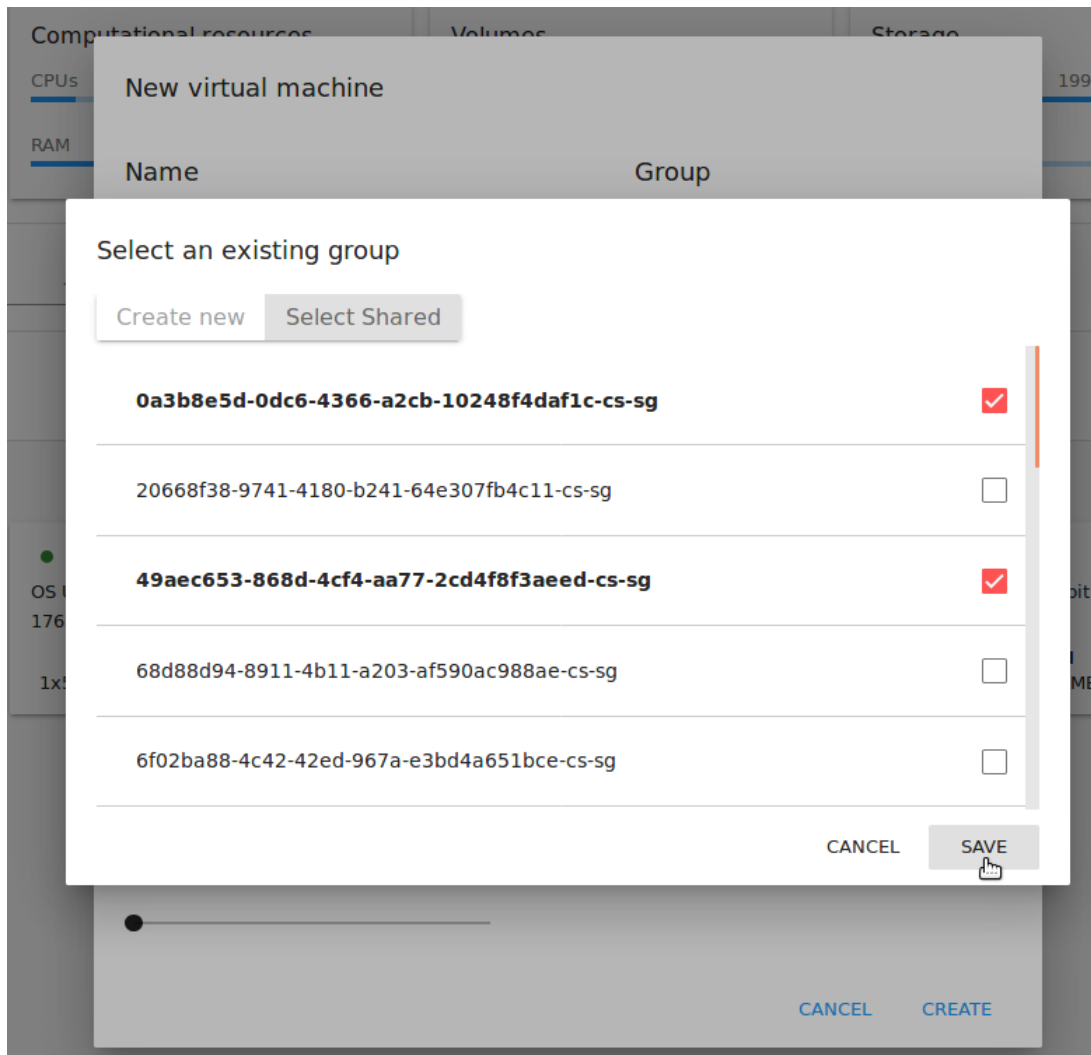 Computational resources Volumes Storage
CPUs 199
New virtual machine
RAM
Name Group
Select an existing group
Create new Select Shared
0a3b8e5d-0dc6-4366-a2cb-10248f4daf1c-cs-sg
20668f38-9741-4180-b241-64e307fb4c11-cs-sg
49aec653-868d-4cf4-aa77-2cd4f8f3aeed-cs-sg
OS
176
68d88d94-8911-4b11-a203-af590ac988ae-cs-sg
6f02ba88-4c42-42ed-967a-e3bd4a651bce-cs-sg
CANCEL SAVE
CANCEL CREATE